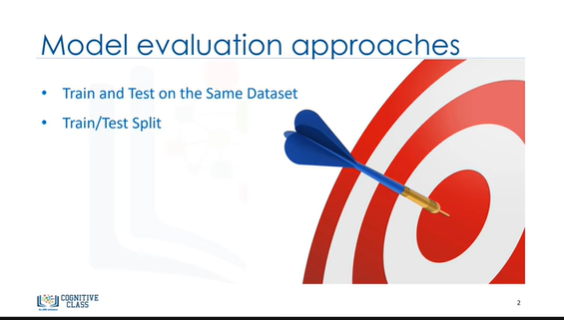 Model evaluation approaches
• Train and Test on the Same Dataset
• Train/Test Split
COGNITIVE
CLASS
2